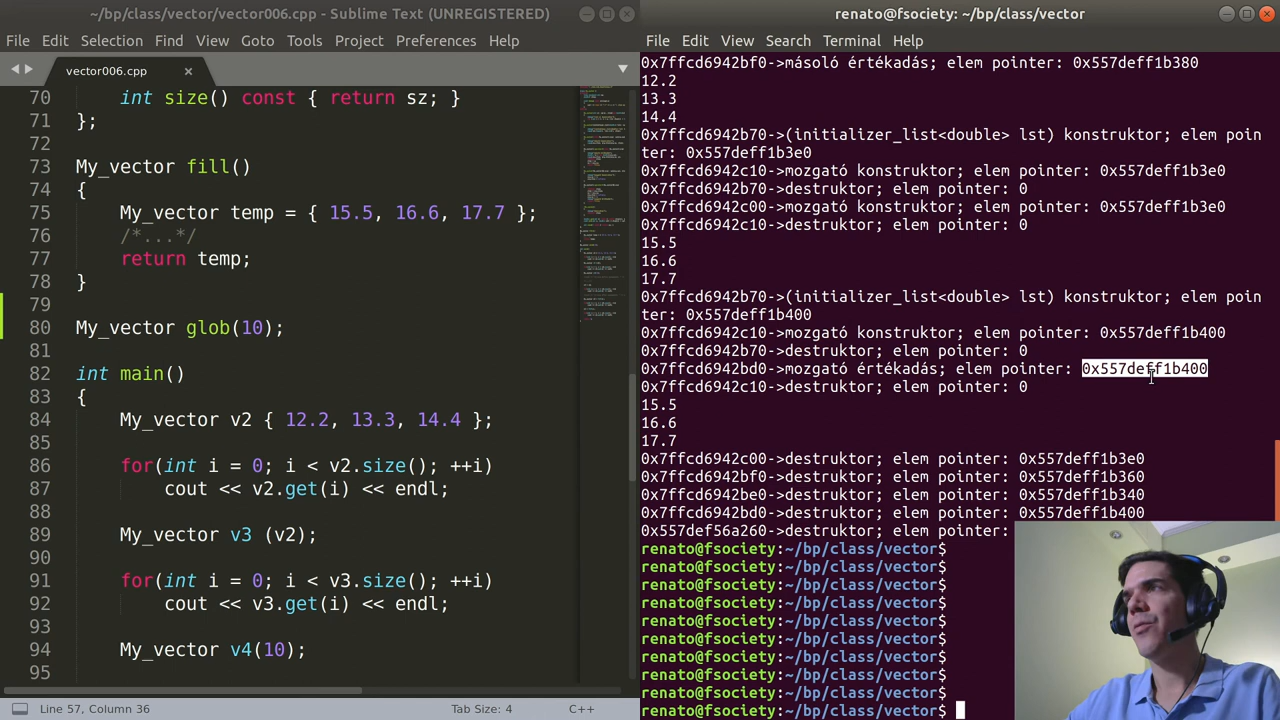 ~/bp/class/vector/vector006.cpp - Sublime Text (UNREGISTERED)
File Edit Selection Find View Goto Tools Project Preferences Help
vector006.cpp
70 int size() const { return sz; }
71 };
72
73 My_vector fill()
74 {
75 My_vector temp = { 15.5, 16.6, 17.7 };
76 /*...*/
77 return temp;
78 }
79
80 My_vector glob(10);
81
82 int main()
83 {
84 My_vector v2 { 12.2, 13.3, 14.4 };
85
86 for(int i = 0; i < v2.size(); ++i)
87 cout << v2.get(i) << endl;
88
89 My_vector v3 (v2);
90
91 for(int i = 0; i < v3.size(); ++i)
92 cout << v3.get(i) << endl;
93
94 My_vector v4(10);
95
Line 57, Column 36 Tab Size: 4 C++
renato@fsociety: ~/bp/class/vector
File Edit View Search Terminal Help
0x7ffcd6942bf0->másoló értékadás; elem pointer: 0x557deff1b380
12.2
13.3
14.4
0x7ffcd6942b70->(initializer_list<double> lsi) konstruktor; elem poin
ter: 0x557deff1b3e0
0x7ffcd6942c10->mozgató konstruktor; elem pointer: 0x557deff1b3e0
0x7ffcd6942b70->destruktor; elem pointer: 0
0x7ffcd6942c00->mozgató konstruktor; elem pointer: 0x557deff1b3e0
0x7ffcd6942c10->destruktor; elem pointer: 0
15.5
16.6
17.7
0x7ffcd6942b70->(initializer_list<double> lsi) konstruktor; elem poin
ter: 0x557deff1b400
0x7ffcd6942c10->mozgató konstruktor; elem pointer: 0x557deff1b400
0x7ffcd6942b70->destruktor; elem pointer: 0
0x7ffcd6942bd0->mozgató értékadás; elem pointer: 0x557deff1b400
0x7ffcd6942c10->destruktor; elem pointer: 0
15.5
16.6
17.7
0x7ffcd6942c00->destruktor; elem pointer: 0x557deff1b3e0
0x7ffcd6942bf0->destruktor; elem pointer: 0x557deff1b360
0x7ffcd6942be0->destruktor; elem pointer: 0x557deff1b340
0x7ffcd6942bd0->destruktor; elem pointer: 0x557deff1b400
0x557def56a260->destruktor; elem pointer:
renato@fsociety:~/bp/class/vector$
renato@fsociety:~/bp/class/vector$
renato@fsociety:~/bp/class/vector$
renato@fsociety:~/bp/class/vector$
renato@fsociety:~/bp/class/vector$
renato@fsociety:~/bp/class/vector$
renato@fsociety:~/bp/class/vector$
renato@fsociety:~/bp/class/vector$
renato@fsociety:~/bp/class/vector$
renato@fsociety:~/bp/class/vector$